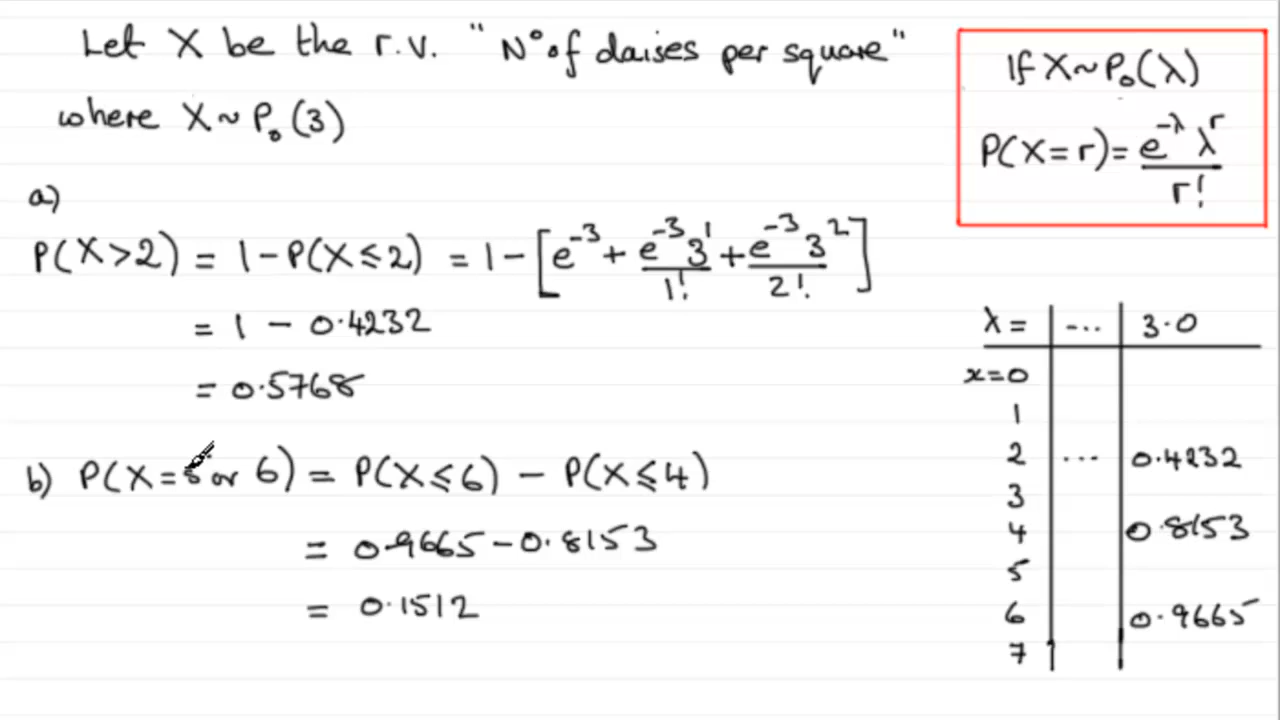 Let X be the r.v. "N° of daises per square"
where X ~ P₀(3)
If X ~ P₀(λ)
P(X = r) = e^{-λ} λ^r / r!
a)
P(X > 2) = 1 - P(X ⩽ 2) = 1 - [e^{-3} + e^{-3} 3^1 / 1! + e^{-3} 3^2 / 2!]
= 1 - 0.4232
= 0.5768
b) P(X = 5 or 6) = P(X ⩽ 6) - P(X ⩽ 4)
= 0.9665 - 0.8153
= 0.1512
λ = ... 3.0
x = 0
1
2 ... 0.4232
3
4 0.8153
5
6 0.9665
7